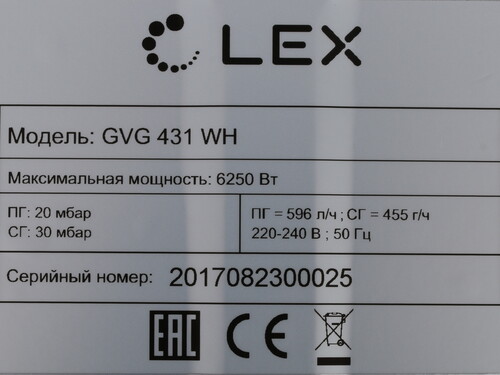 LEX
Модель: GVG 431 WH
Максимальная мощность: 6250 Вт
ПГ: 20 мбар
СГ: 30 мбар
ПГ = 596 л/ч ; СГ = 455 г/ч
220-240 В ; 50 Гц
Серийный номер: 2017082300025
EAC CE